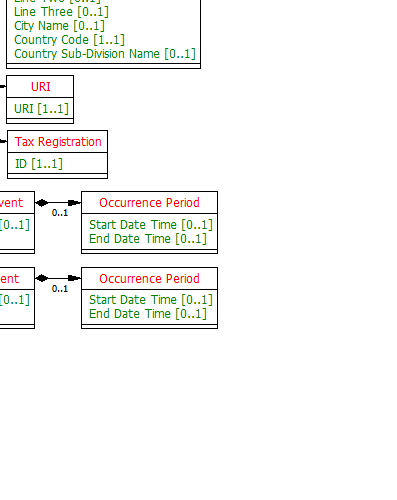 Line Two [0..1]
Line Three [0..1]
City Name [0..1]
Country Code [1..1]
Country Sub-Division Name [0..1]
URI
URI [1..1]
Tax Registration
ID [1..1]
vent
0..1
Occurrence Period
[0..1]
Start Date Time [0..1]
End Date Time [0..1]
ent
0..1
Occurrence Period
[0..1]
Start Date Time [0..1]
End Date Time [0..1]